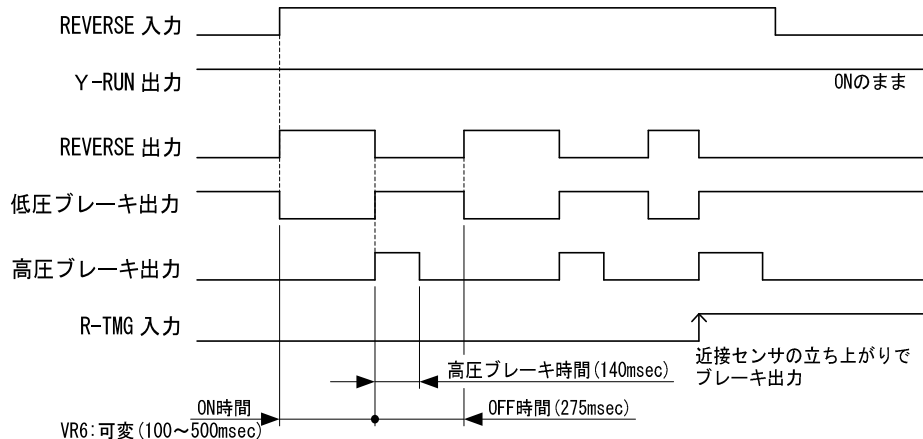 REVERSE 入力
Y-RUN 出力
ONのまま
REVERSE 出力
低圧ブレーキ出力
高圧ブレーキ出力
R-TMG 入力
近接センサの立ち上がりで
ブレーキ出力
高圧ブレーキ時間(140msec)
ON時間
OFF時間(275msec)
VR6:可変(100～500msec)